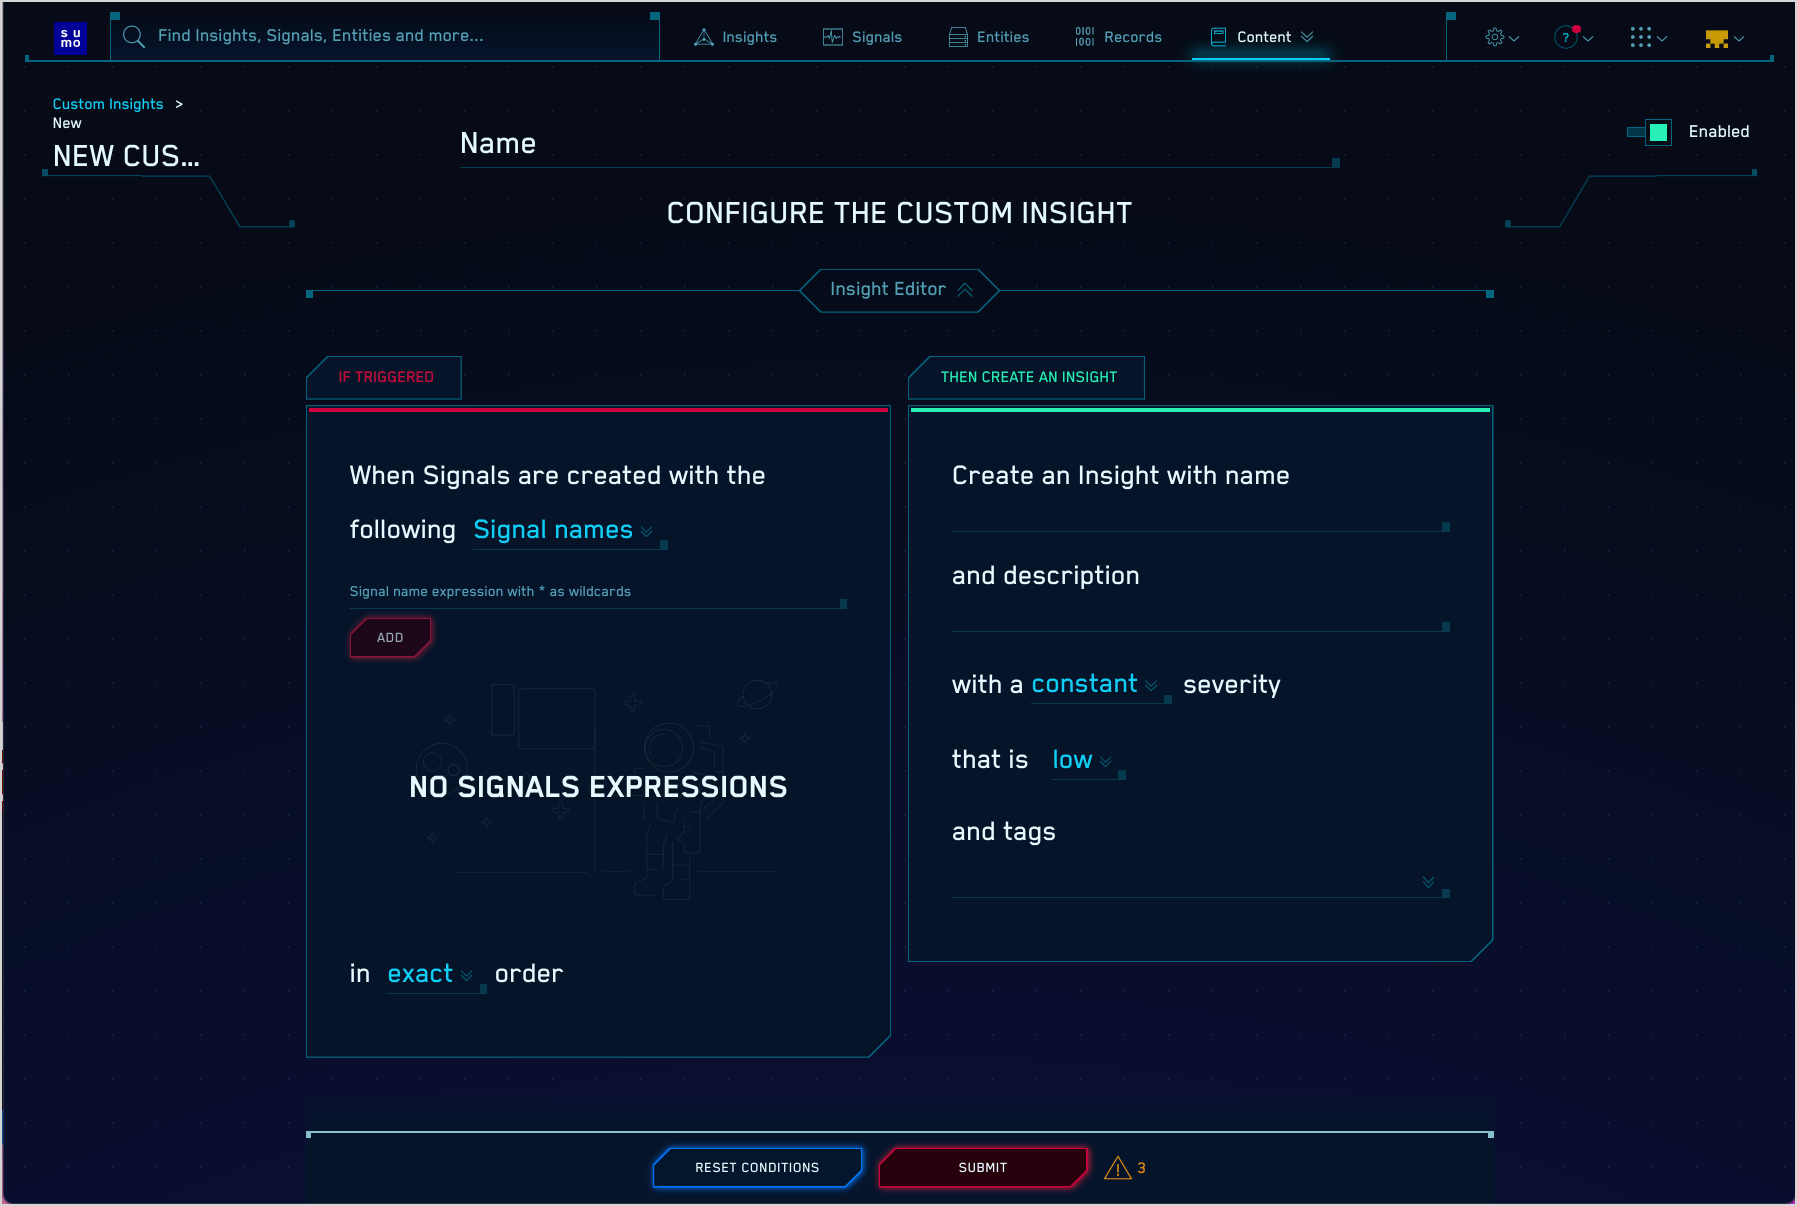 su
mo
Find Insights, Signals, Entities and more...
Insights
Signals
Entities
0101
1001
Records
Content
?
Custom Insights >
New
NEW CUS...
Name
Enabled
CONFIGURE THE CUSTOM INSIGHT
Insight Editor
IF TRIGGERED
When Signals are created with the
following Signal names
Signal name expression with * as wildcards
ADD
NO SIGNALS EXPRESSIONS
in exact order
THEN CREATE AN INSIGHT
Create an Insight with name
and description
with a constant severity
that is low
and tags
RESET CONDITIONS
SUBMIT
3